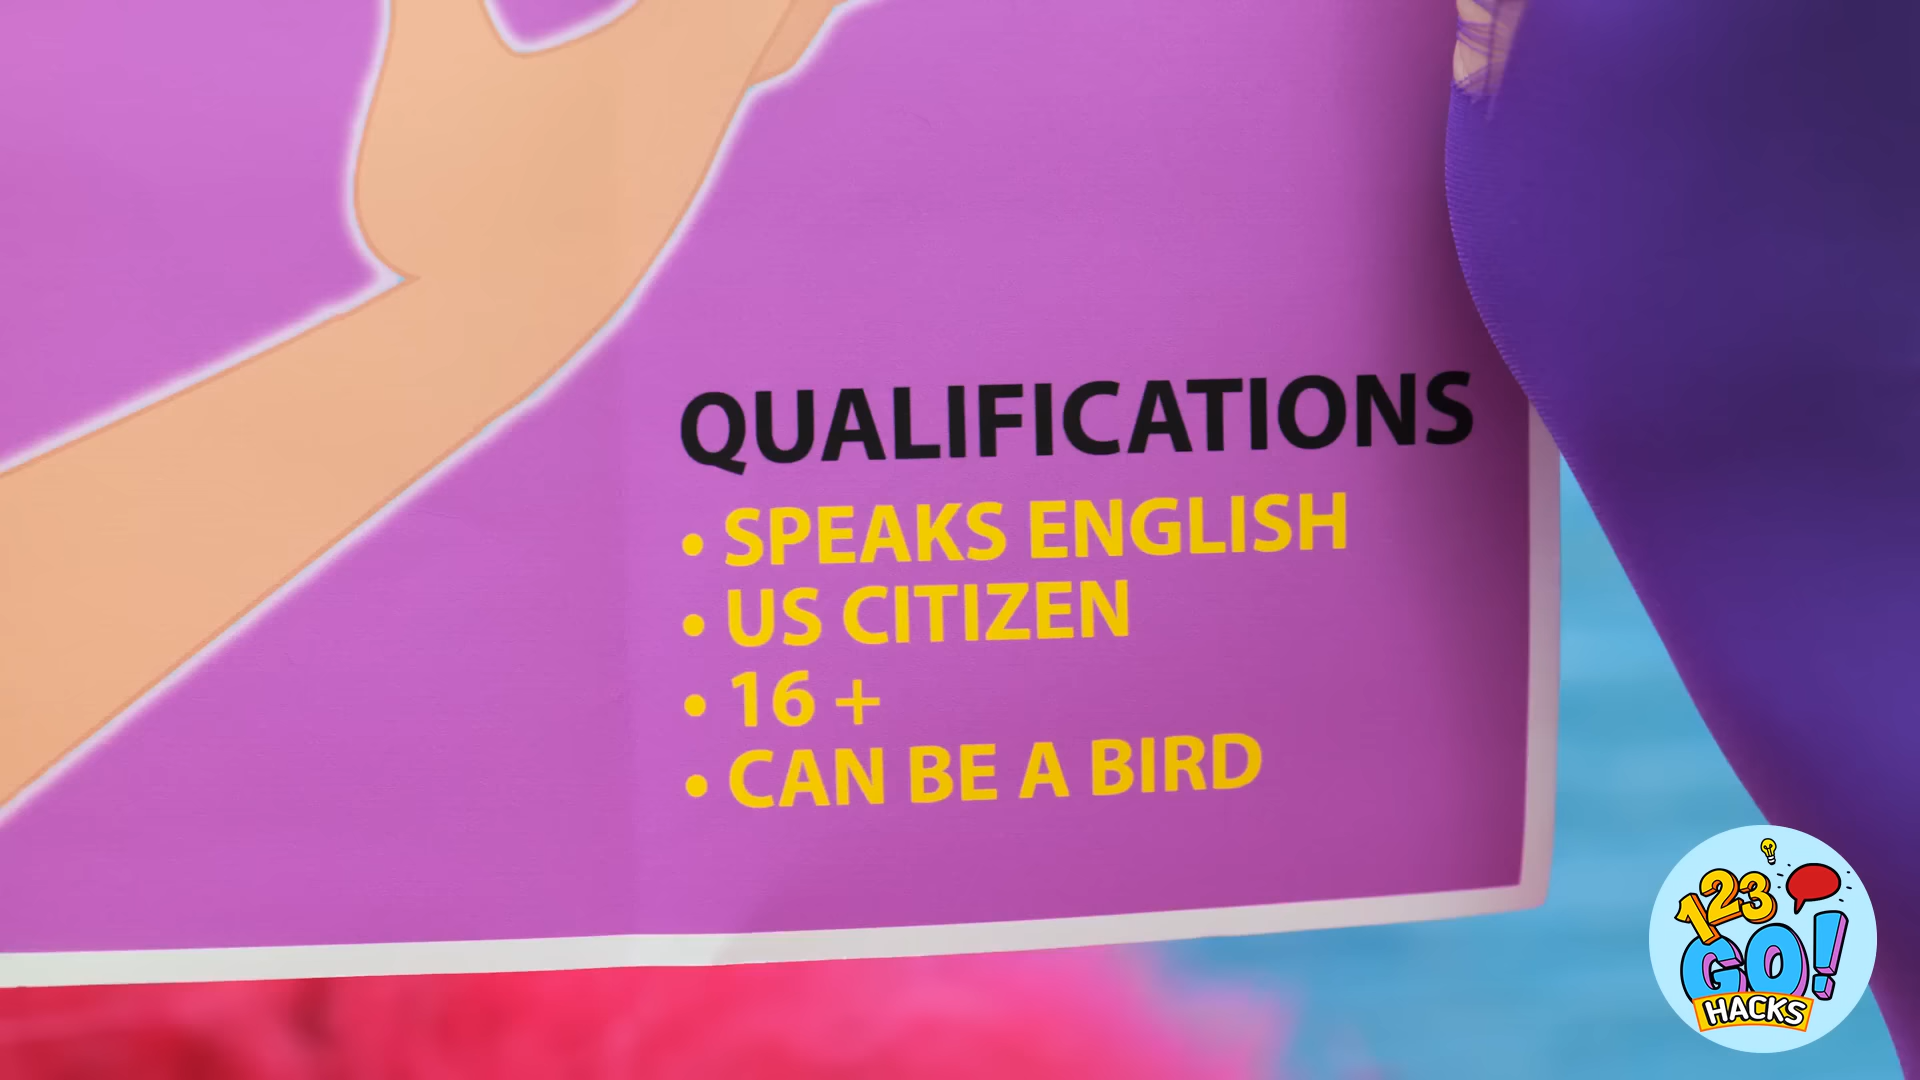 QUALIFICATIONS
• SPEAKS ENGLISH
• US CITIZEN
• 16 +
• CAN BE A BIRD
123
GO!
HACKS